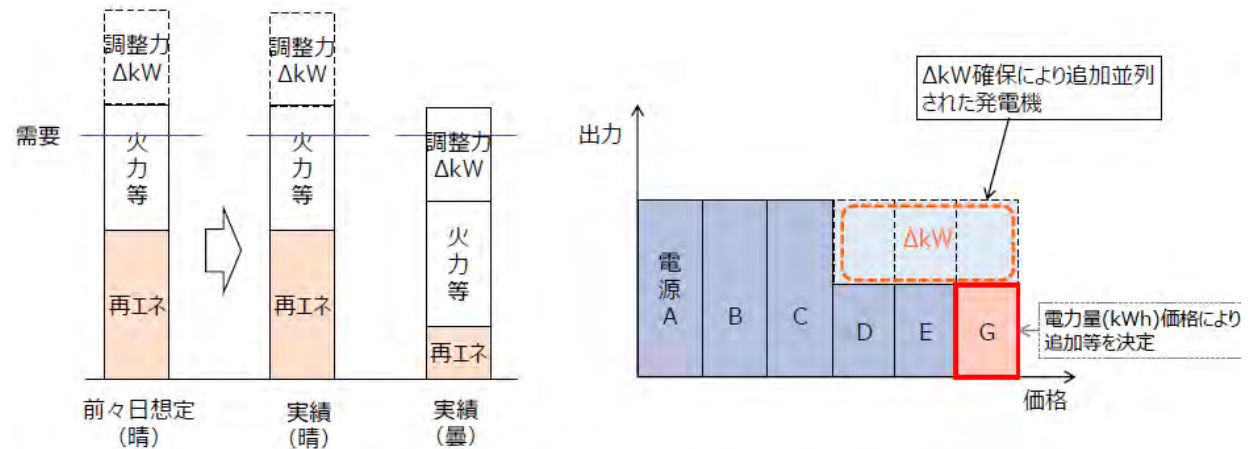 調整力
ΔkW
火
力
等
再エネ
需要
前々日想定
（晴）
調整力
ΔkW
火
力
等
再エネ
実績
（晴）
調整力
ΔkW
火
力
等
再エネ
実績
（曇）
ΔkW確保により追加並列
された発電機
出力
ΔkW
電
源
A
B
C
D
E
G
電力量(kWh)価格により
追加等を決定
価格